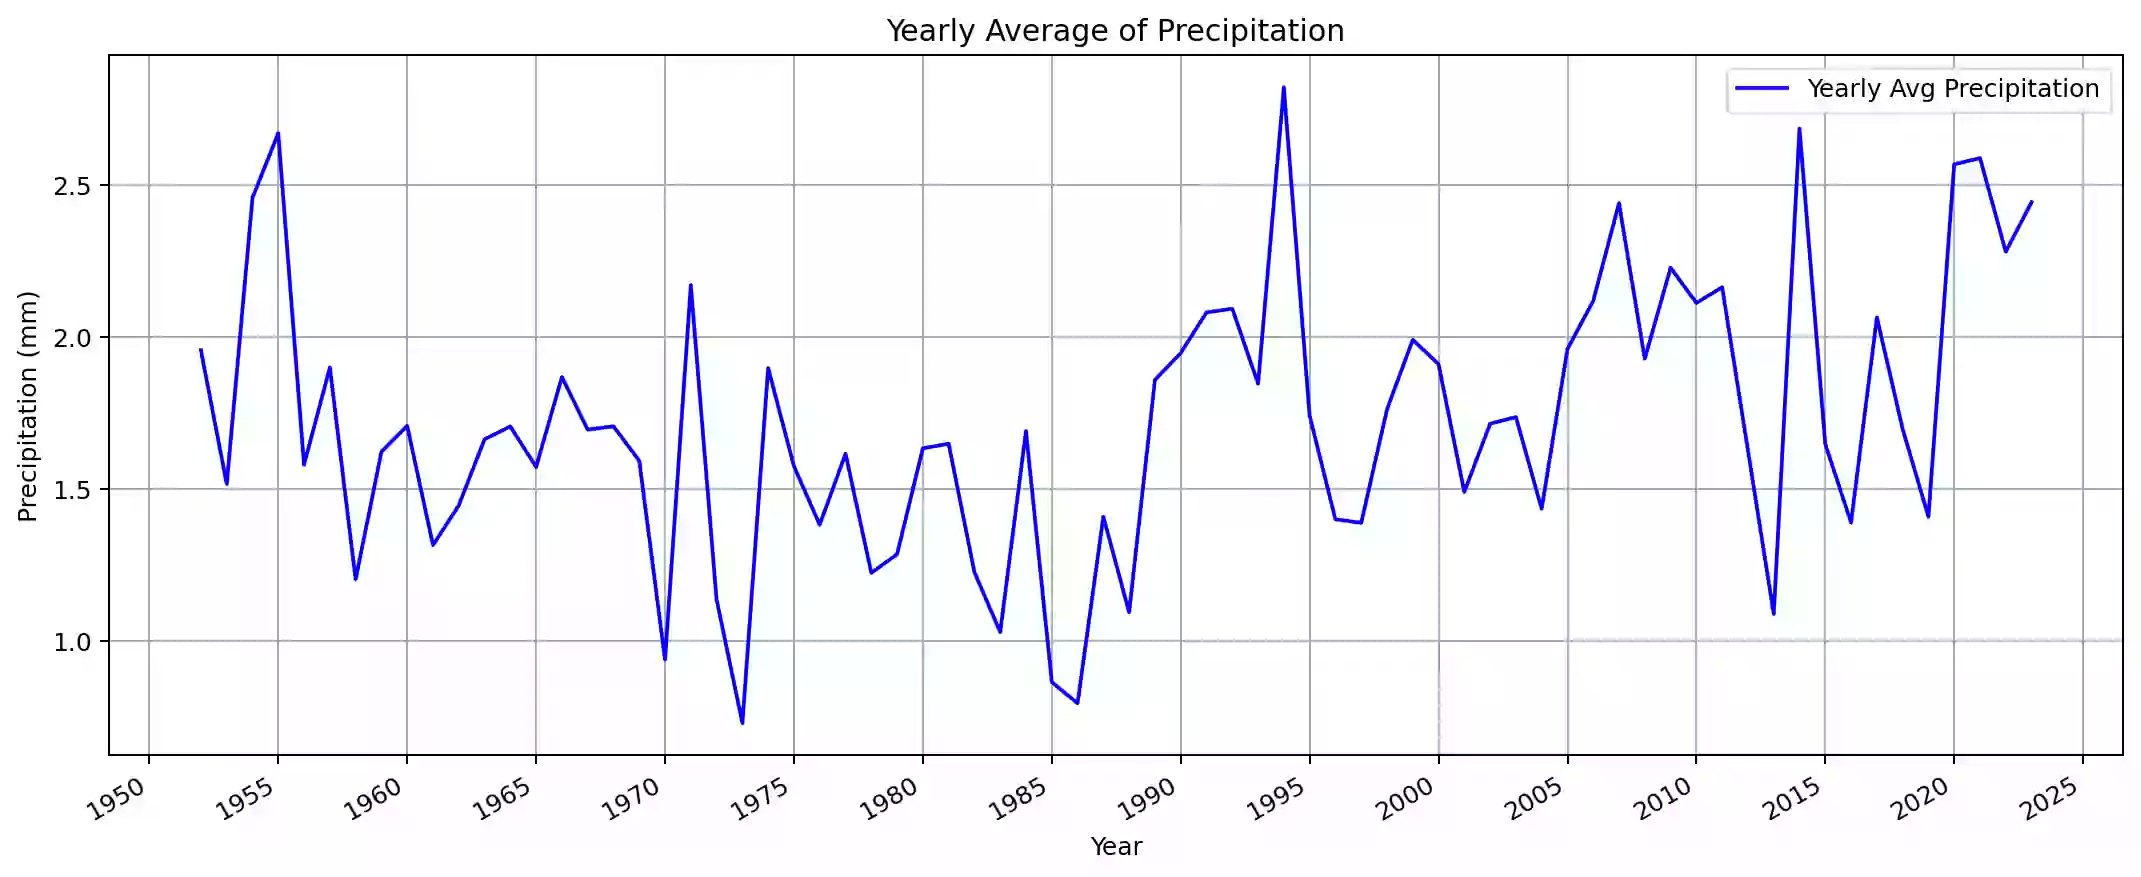 Yearly Average of Precipitation
Yearly Avg Precipitation
Precipitation (mm)
2.5
2.0
1.5
1.0
1950 1955 1960 1965 1970 1975 1980 1985 1990 1995 2000 2005 2010 2015 2020 2025
Year